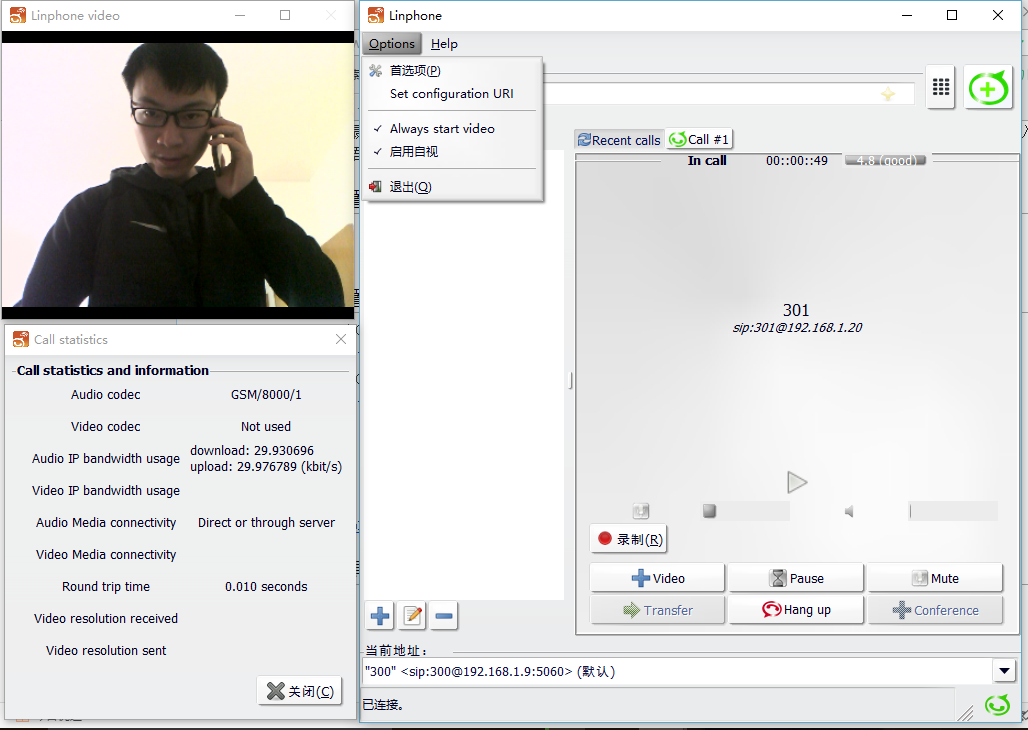 Linphone video
Linphone
Options Help
首选项(P)
Set configuration URI
Always start video
启用自视
退出(Q)
Recent calls Call #1
In call 00::00::49 4.8 (good)
301
sip:301@192.168.1.20
录制(R)
Video Pause Mute
Transfer Hang up Conference
当前地址:
"300" <sip:300@192.168.1.9:5060> (默认)
已连接。
Call statistics
Call statistics and information
Audio codec GSM/8000/1
Video codec Not used
Audio IP bandwidth usage download: 29.930696
upload: 29.976789 (kbit/s)
Video IP bandwidth usage
Audio Media connectivity Direct or through server
Video Media connectivity
Round trip time 0.010 seconds
Video resolution received
Video resolution sent
关闭(C)